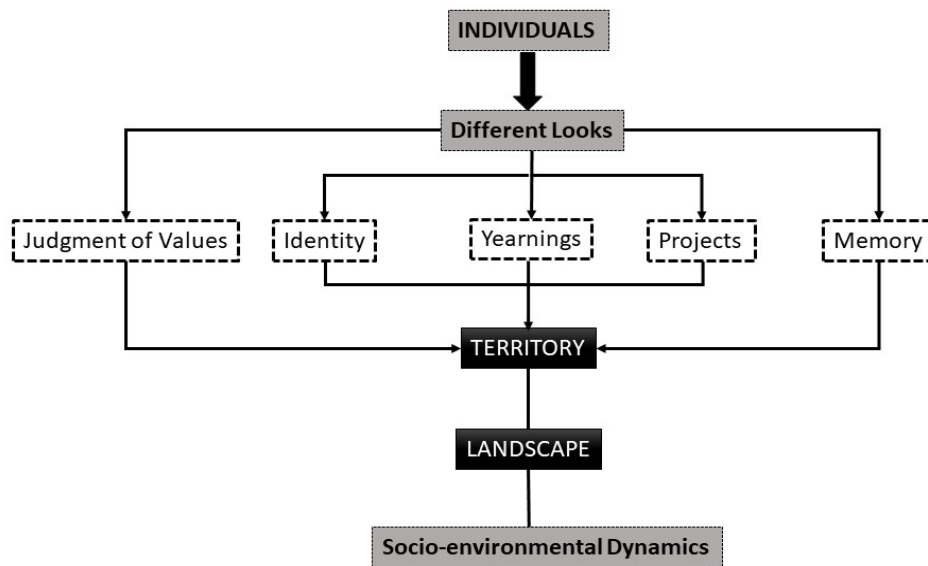 INDIVIDUALS
Different Looks
Judgment of Values
Identity
Yearnings
Projects
Memory
TERRITORY
LANDSCAPE
Socio-environmental Dynamics